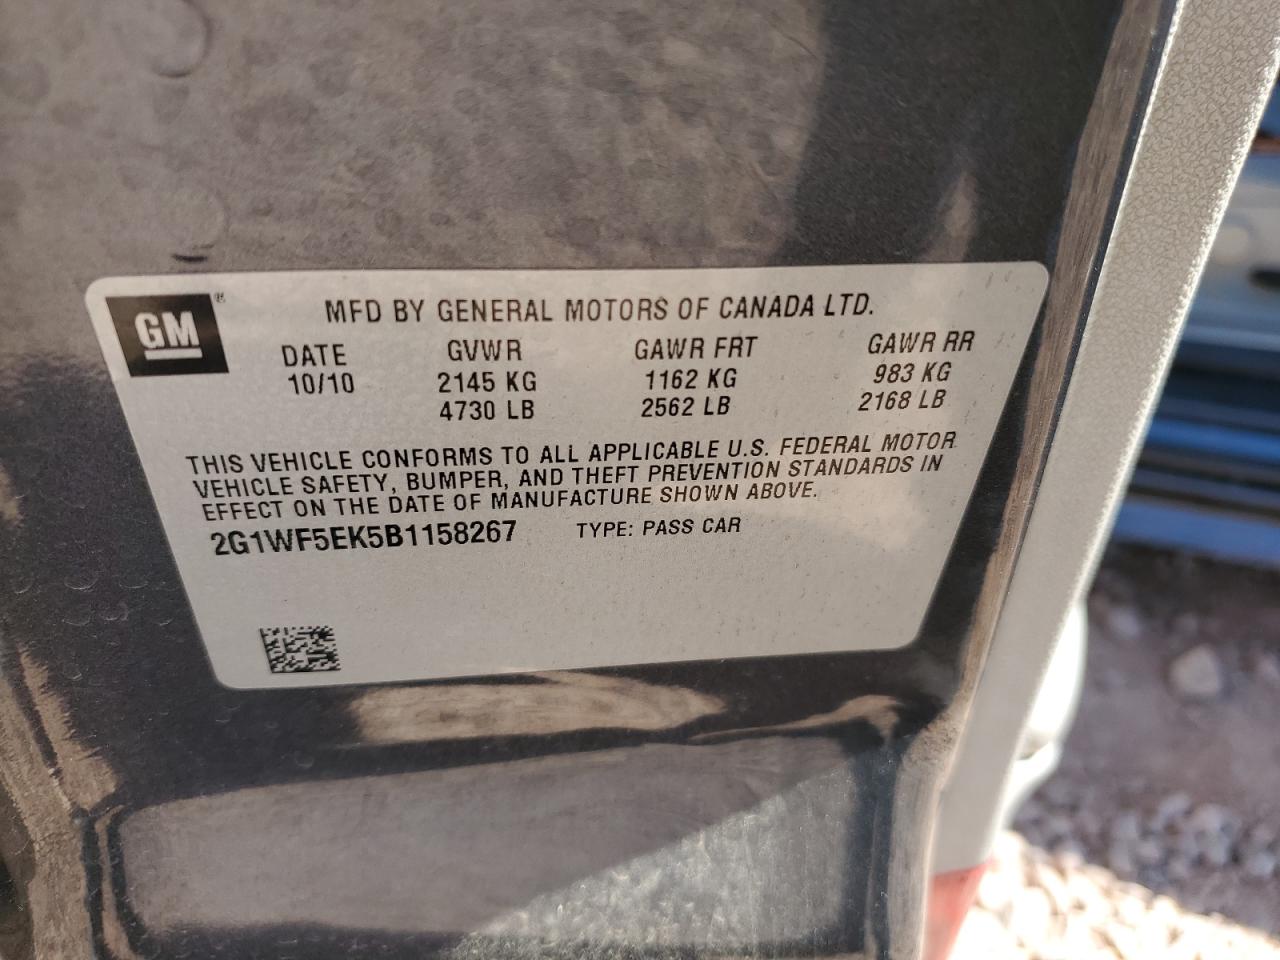 GM®
MFD BY GENERAL MOTORS OF CANADA LTD.
DATE GVWR GAWR FRT GAWR RR
10/10 2145 KG 1162 KG 983 KG
4730 LB 2562 LB 2168 LB
THIS VEHICLE CONFORMS TO ALL APPLICABLE U.S. FEDERAL MOTOR
VEHICLE SAFETY, BUMPER, AND THEFT PREVENTION STANDARDS IN
EFFECT ON THE DATE OF MANUFACTURE SHOWN ABOVE.
2G1WF5EK5B1158267 TYPE: PASS CAR